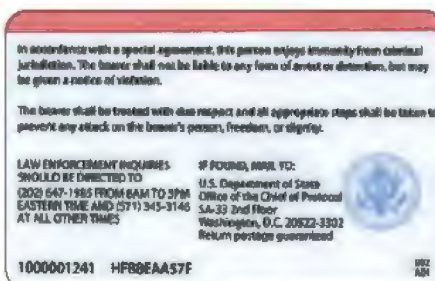 In accordance with a special agreement, this person enjoys immunity from criminal
jurisdiction. The bearer shall not be liable to any form of arrest or detention, but may
be given a notice of violation.
The bearer shall be treated with due respect and all appropriate steps shall be taken to
prevent any attack on the bearer's person, freedom, or dignity.
LAW ENFORCEMENT INQUIRIES
SHOULD BE DIRECTED TO
(202) 647-1985 FROM 8AM TO 5PM
EASTERN TIME AND (571) 345-3146
AT ALL OTHER TIMES
IF FOUND, MAIL TO:
U.S. Department of State
Office of the Chief of Protocol
SA-33 2nd Floor
Washington, D.C. 20522-3302
Return postage guaranteed
1000001241 HFBBEAA57F